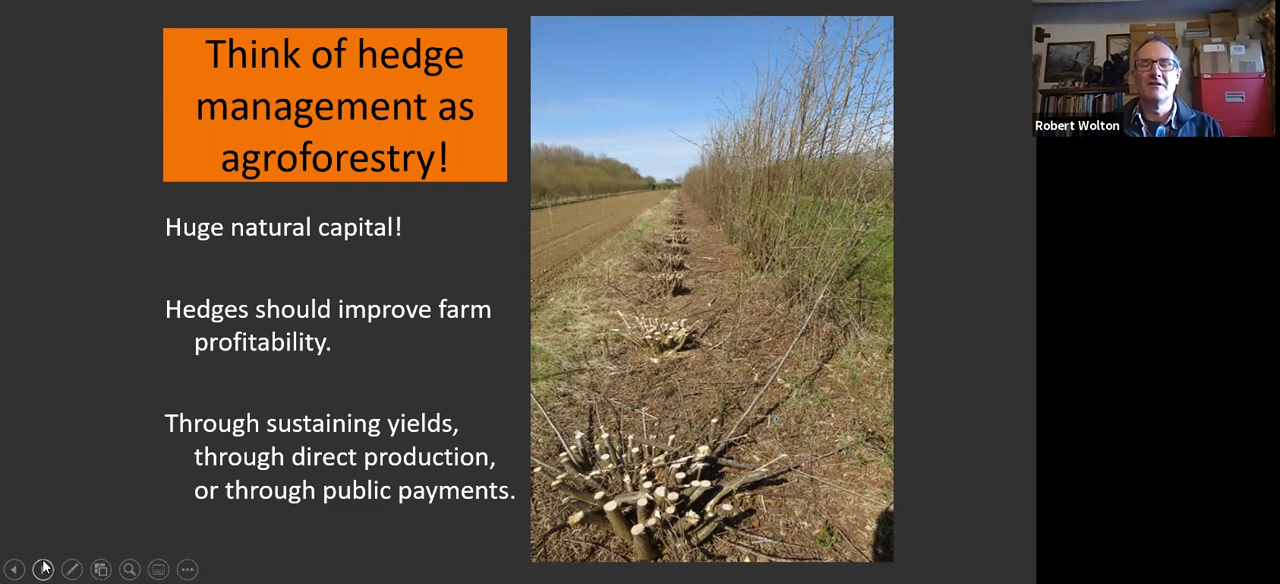 Think of hedge
management as
agroforestry!
Huge natural capital!
Hedges should improve farm
profitability.
Through sustaining yields,
through direct production,
or through public payments.
Robert Wolton